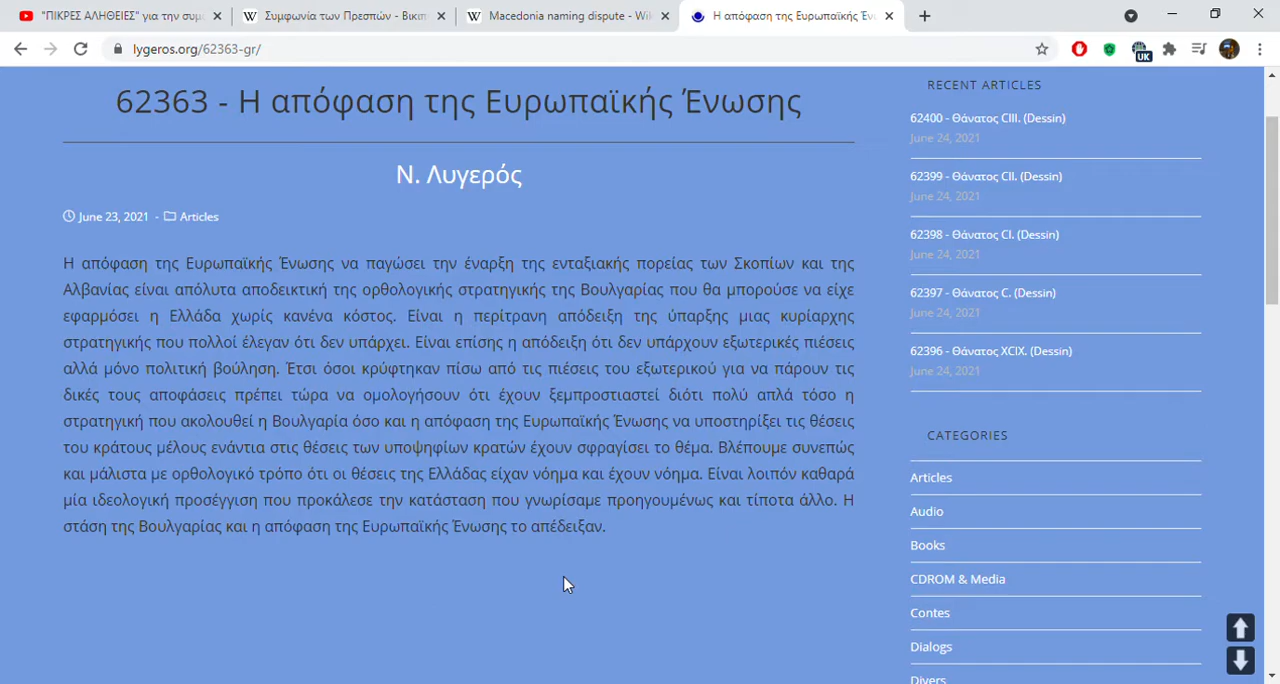 "ΠΙΚΡΕΣ ΑΛΗΘΕΙΕΣ" για την συμ
Συμφωνία των Πρεσπών - Βικιπ
Macedonia naming dispute - Wik
Η απόφαση της Ευρωπαϊκής Ένω
lygeros.org/62363-gr/
UK
62363 - Η απόφαση της Ευρωπαϊκής Ένωσης
Ν. Λυγερός
June 23, 2021 - Articles
Η απόφαση της Ευρωπαϊκής Ένωσης να παγώσει την έναρξη της ενταξιακής πορείας των Σκοπίων και της
Αλβανίας είναι απόλυτα αποδεικτική της ορθολογικής στρατηγικής της Βουλγαρίας που θα μπορούσε να είχε
εφαρμόσει η Ελλάδα χωρίς κανένα κόστος. Είναι η περίτρανη απόδειξη της ύπαρξης μιας κυρίαρχης
στρατηγικής που πολλοί έλεγαν ότι δεν υπάρχει. Είναι επίσης η απόδειξη ότι δεν υπάρχουν εξωτερικές πιέσεις
αλλά μόνο πολιτική βούληση. Έτσι όσοι κρύφτηκαν πίσω από τις πιέσεις του εξωτερικού για να πάρουν τις
δικές τους αποφάσεις πρέπει τώρα να ομολογήσουν ότι έχουν ξεμπροστιαστεί διότι πολύ απλά τόσο η
στρατηγική που ακολουθεί η Βουλγαρία όσο και η απόφαση της Ευρωπαϊκής Ένωσης να υποστηρίξει τις θέσεις
του κράτους μέλους ενάντια στις θέσεις των υποψηφίων κρατών έχουν σφραγίσει το θέμα. Βλέπουμε συνεπώς
και μάλιστα με ορθολογικό τρόπο ότι οι θέσεις της Ελλάδας είχαν νόημα και έχουν νόημα. Είναι λοιπόν καθαρά
μία ιδεολογική προσέγγιση που προκάλεσε την κατάσταση που γνωρίσαμε προηγουμένως και τίποτα άλλο. Η
στάση της Βουλγαρίας και η απόφαση της Ευρωπαϊκής Ένωσης το απέδειξαν.
RECENT ARTICLES
62400 - Θάνατος CIII. (Dessin)
June 24, 2021
62399 - Θάνατος CII. (Dessin)
June 24, 2021
62398 - Θάνατος CI. (Dessin)
June 24, 2021
62397 - Θάνατος C. (Dessin)
June 24, 2021
62396 - Θάνατος XCIX. (Dessin)
June 24, 2021
CATEGORIES
Articles
Audio
Books
CDROM & Media
Contes
Dialogs
Divers